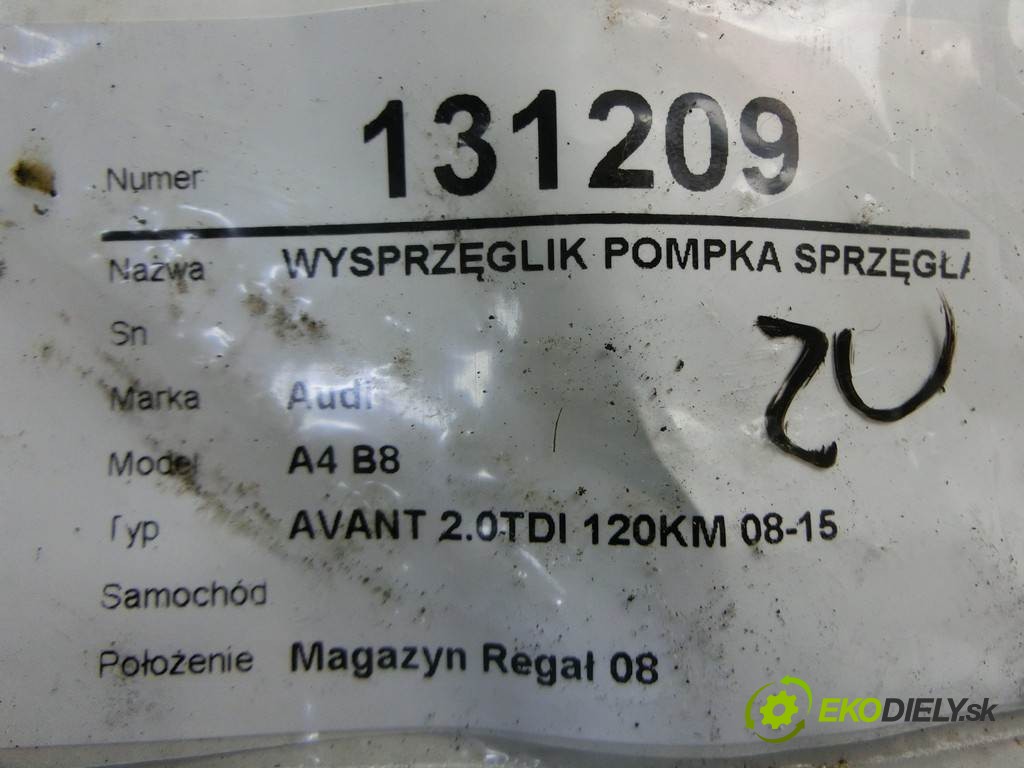 Numer 131209
Nazwa WYSPRZĘGLIK POMPKA SPRZĘGŁA
Sn
Marka Audi
Model A4 B8
Typ AVANT 2.0TDI 120KM 08-15
Samochód
Położenie Magazyn Regał 08
EKODIELY.sk